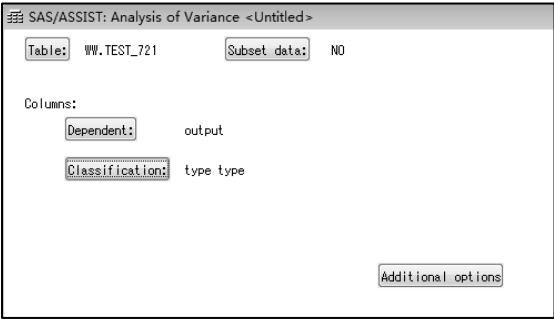 SAS/ASSIST: Analysis of Variance <Untitled>
Table: WW.TEST_721 Subset data: NO
Columns:
Dependent: output
Classification: type type
Additional options